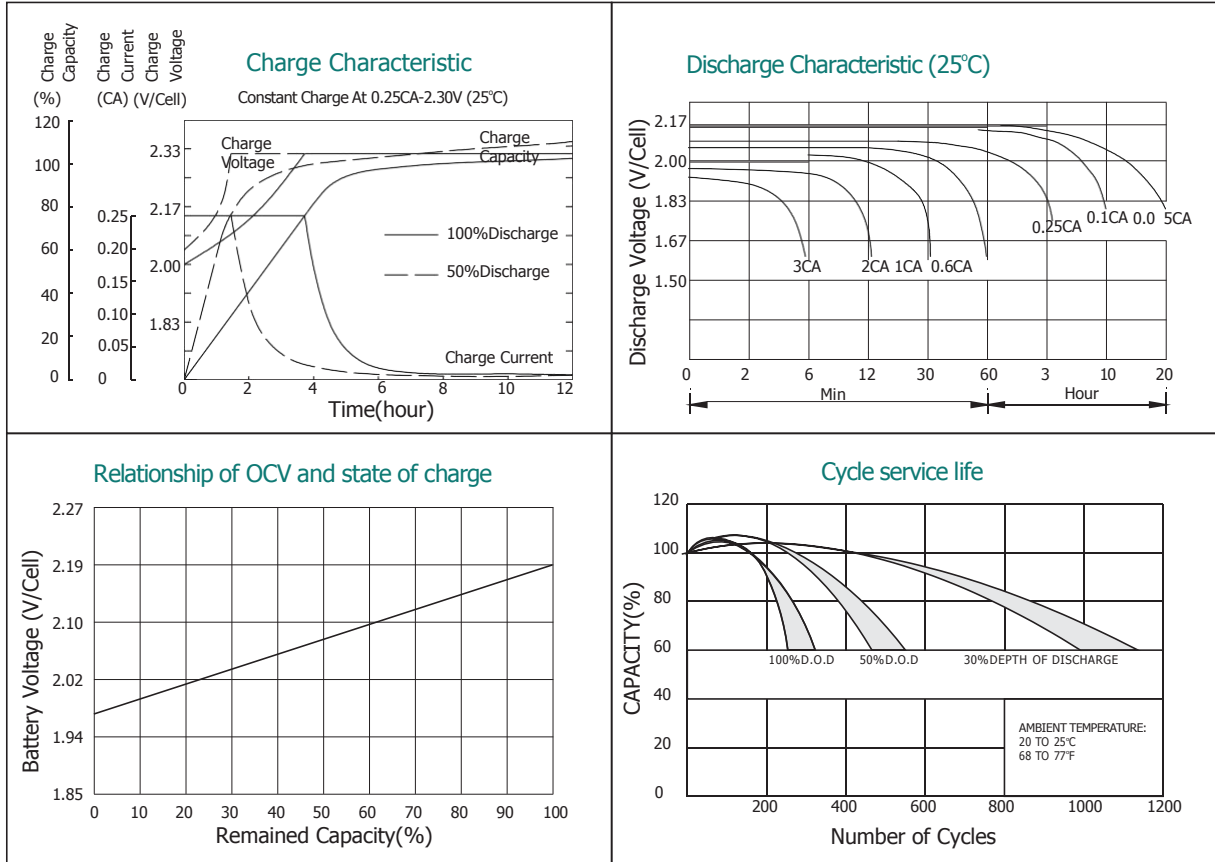 Charge Capacity
Charge Current
Charge Voltage
(%)
(CA)
(V/Cell)
Charge Characteristic
Constant Charge At 0.25CA-2.30V (25℃)
120
100
80
60
40
20
0
0.25
0.20
0.15
0.10
0.05
0
2.33
2.17
2.00
1.83
Charge
Voltage
Charge
Capacity
100%Discharge
50%Discharge
Charge Current
0 2 4 6 8 10 12
Time(hour)
Discharge Characteristic (25℃)
Discharge Voltage (V/Cell)
2.17
2.00
1.83
1.67
1.50
3CA 2CA 1CA 0.6CA 0.25CA 0.1CA 0.0 5CA
0 2 6 12 30 60 3 10 20
Min Hour
Relationship of OCV and state of charge
Battery Voltage (V/Cell)
2.27
2.19
2.10
2.02
1.94
1.85
0 10 20 30 40 50 60 70 80 90 100
Remained Capacity(%)
Cycle service life
CAPACITY(%)
120
100
80
60
40
20
0
100%D.O.D 50%D.O.D 30%DEPTH OF DISCHARGE
AMBIENT TEMPERATURE:
20 TO 25℃
68 TO 77℉
200 400 600 800 1000 1200
Number of Cycles